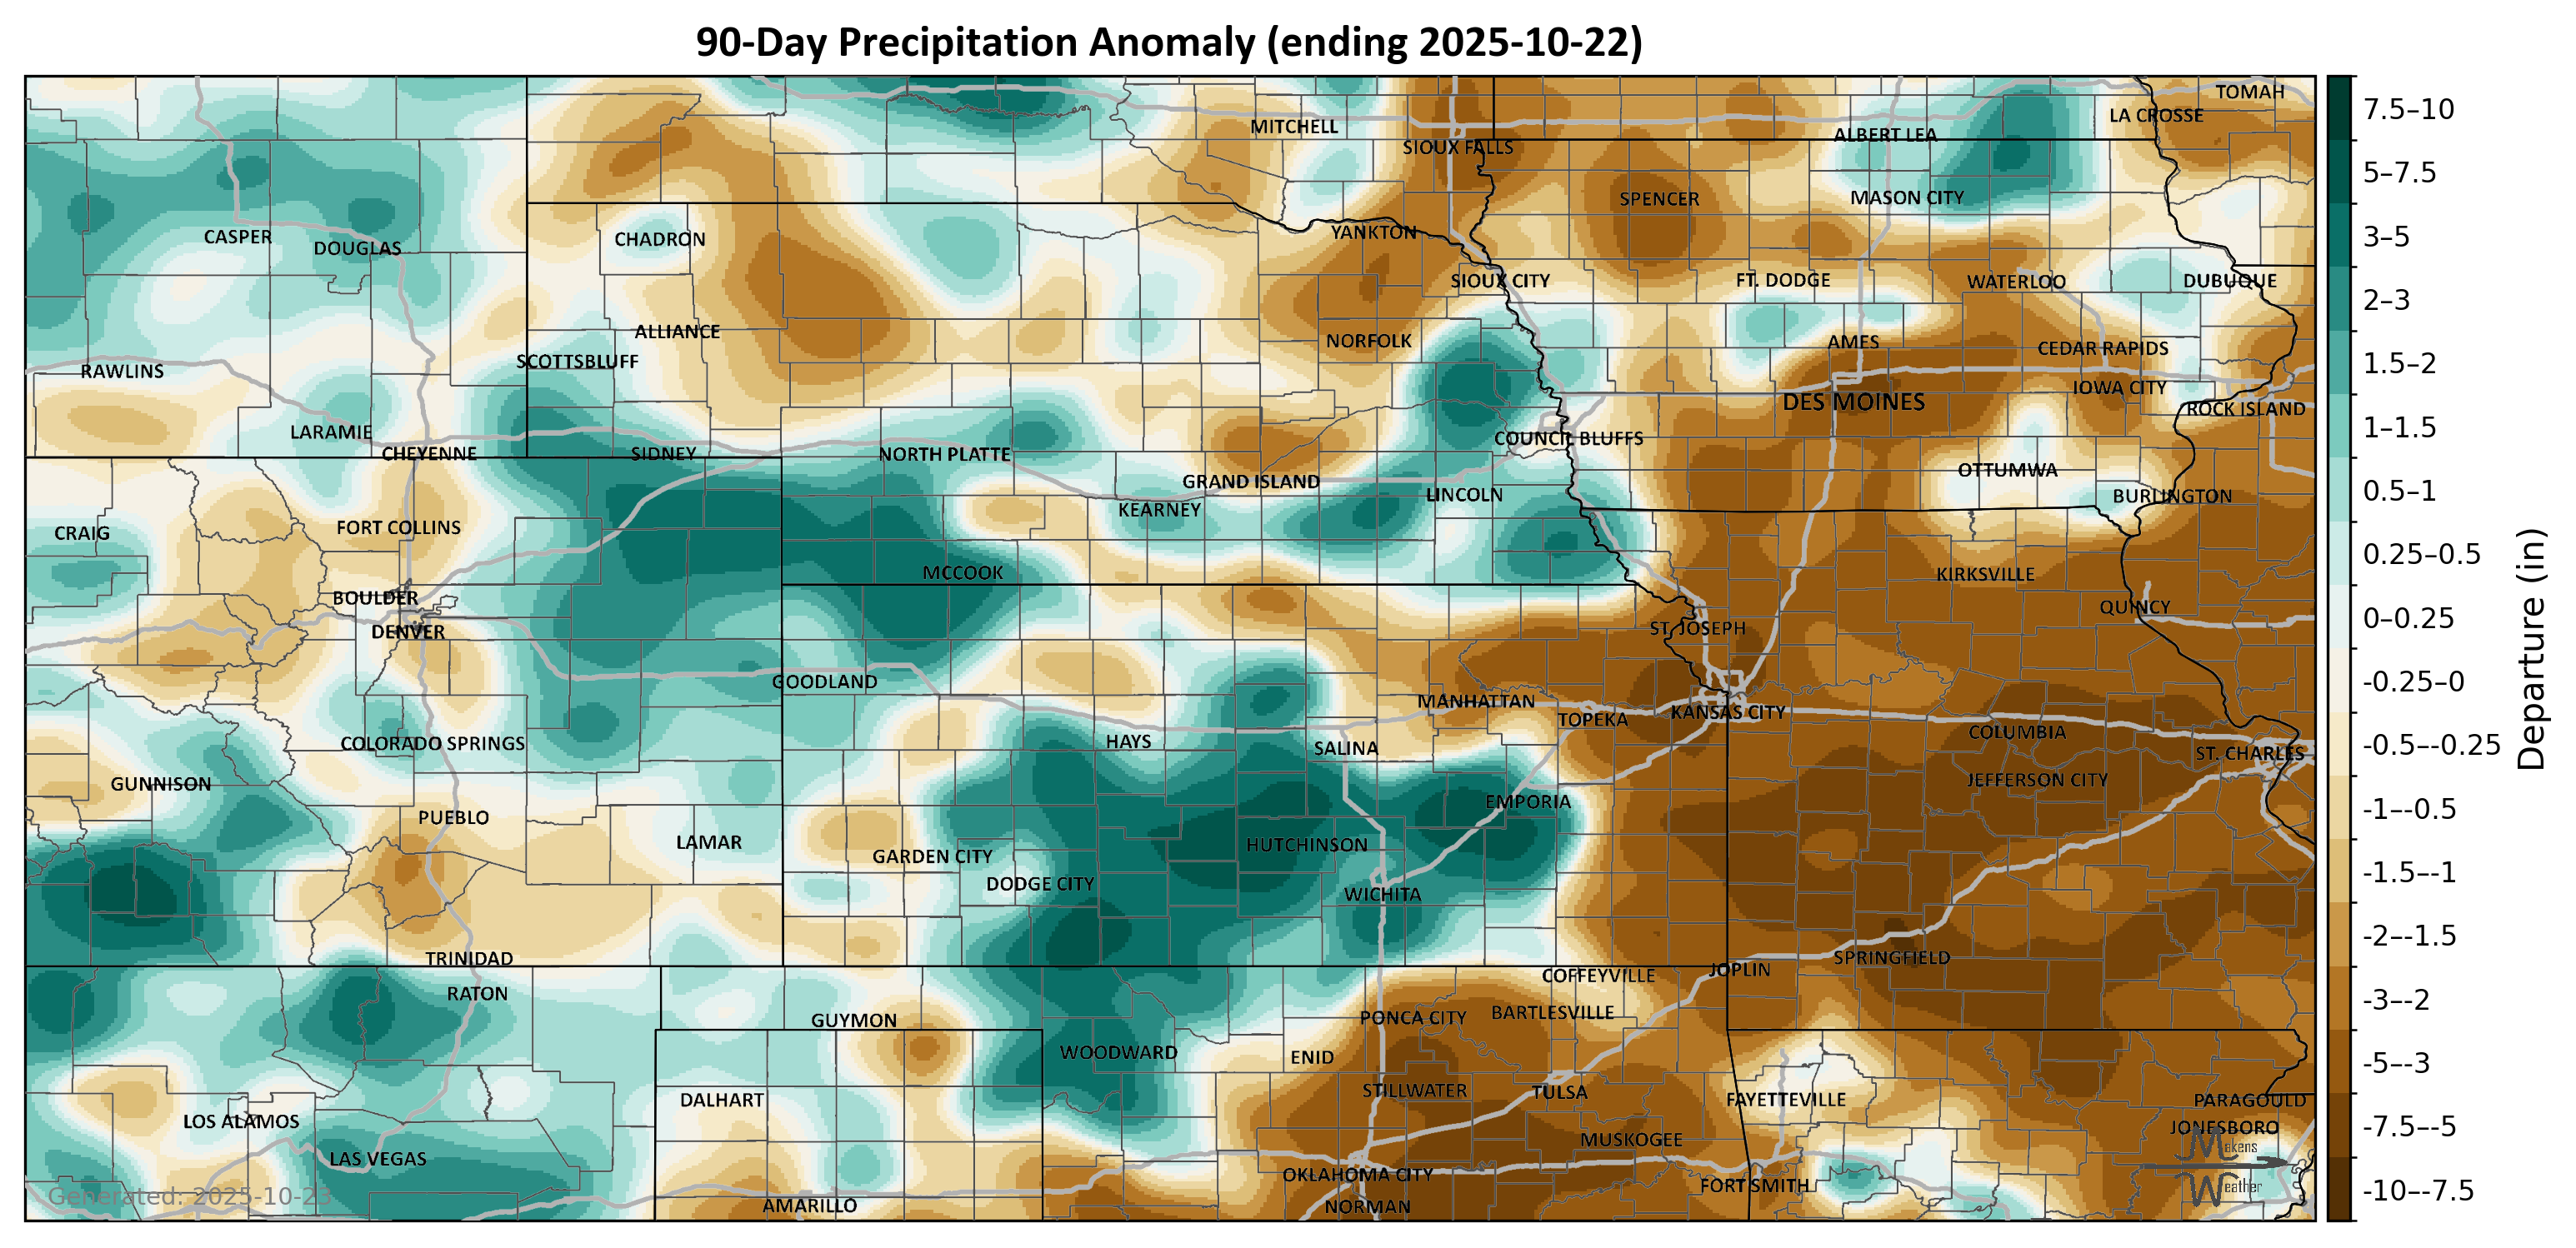 90-Day Precipitation Anomaly (ending 2025-10-22)
TOMAH
LA CROSSE
MITCHELL
ALBERT LEA
SIOUX FALLS
SPENCER
MASON CITY
CASPER
DOUGLAS
CHADRON
YANKTON
SIOUX CITY
FT. DODGE
WATERLOO
DUBUQUE
ALLIANCE
NORFOLK
AMES
CEDAR RAPIDS
SCOTTSBLUFF
RAWLINS
IOWA CITY
DES MOINES
ROCK ISLAND
LARAMIE
COUNCIL BLUFFS
CHEYENNE
SIDNEY
NORTH PLATTE
OTTUMWA
GRAND ISLAND
LINCOLN
BURLINGTON
KEARNEY
CRAIG
FORT COLLINS
MCCOOK
KIRKSVILLE
BOULDER
QUINCY
DENVER
ST. JOSEPH
GOODLAND
MANHATTAN
TOPEKA
KANSAS CITY
COLUMBIA
COLORADO SPRINGS
HAYS
SALINA
ST. CHARLES
GUNNISON
JEFFERSON CITY
EMPORIA
PUEBLO
LAMAR
HUTCHINSON
GARDEN CITY
DODGE CITY
WICHITA
TRINIDAD
SPRINGFIELD
JOPLIN
COFFEYVILLE
RATON
BARTLESVILLE
GUYMON
PONCA CITY
WOODWARD
ENID
STILLWATER
TULSA
DALHART
FAYETTEVILLE
PARAGOULD
LOS ALAMOS
JONESBORO
MUSKOGEE
LAS VEGAS
OKLAHOMA CITY
FORT SMITH
AMARILLO
NORMAN
Generated: 2025-10-23
Makens
Weather
7.5–10
5–7.5
3–5
2–3
1.5–2
1–1.5
0.5–1
0.25–0.5
0–0.25
-0.25–0
-0.5–-0.25
-1–-0.5
-1.5–-1
-2–-1.5
-3–-2
-5–-3
-7.5–-5
-10–-7.5
Departure (in)